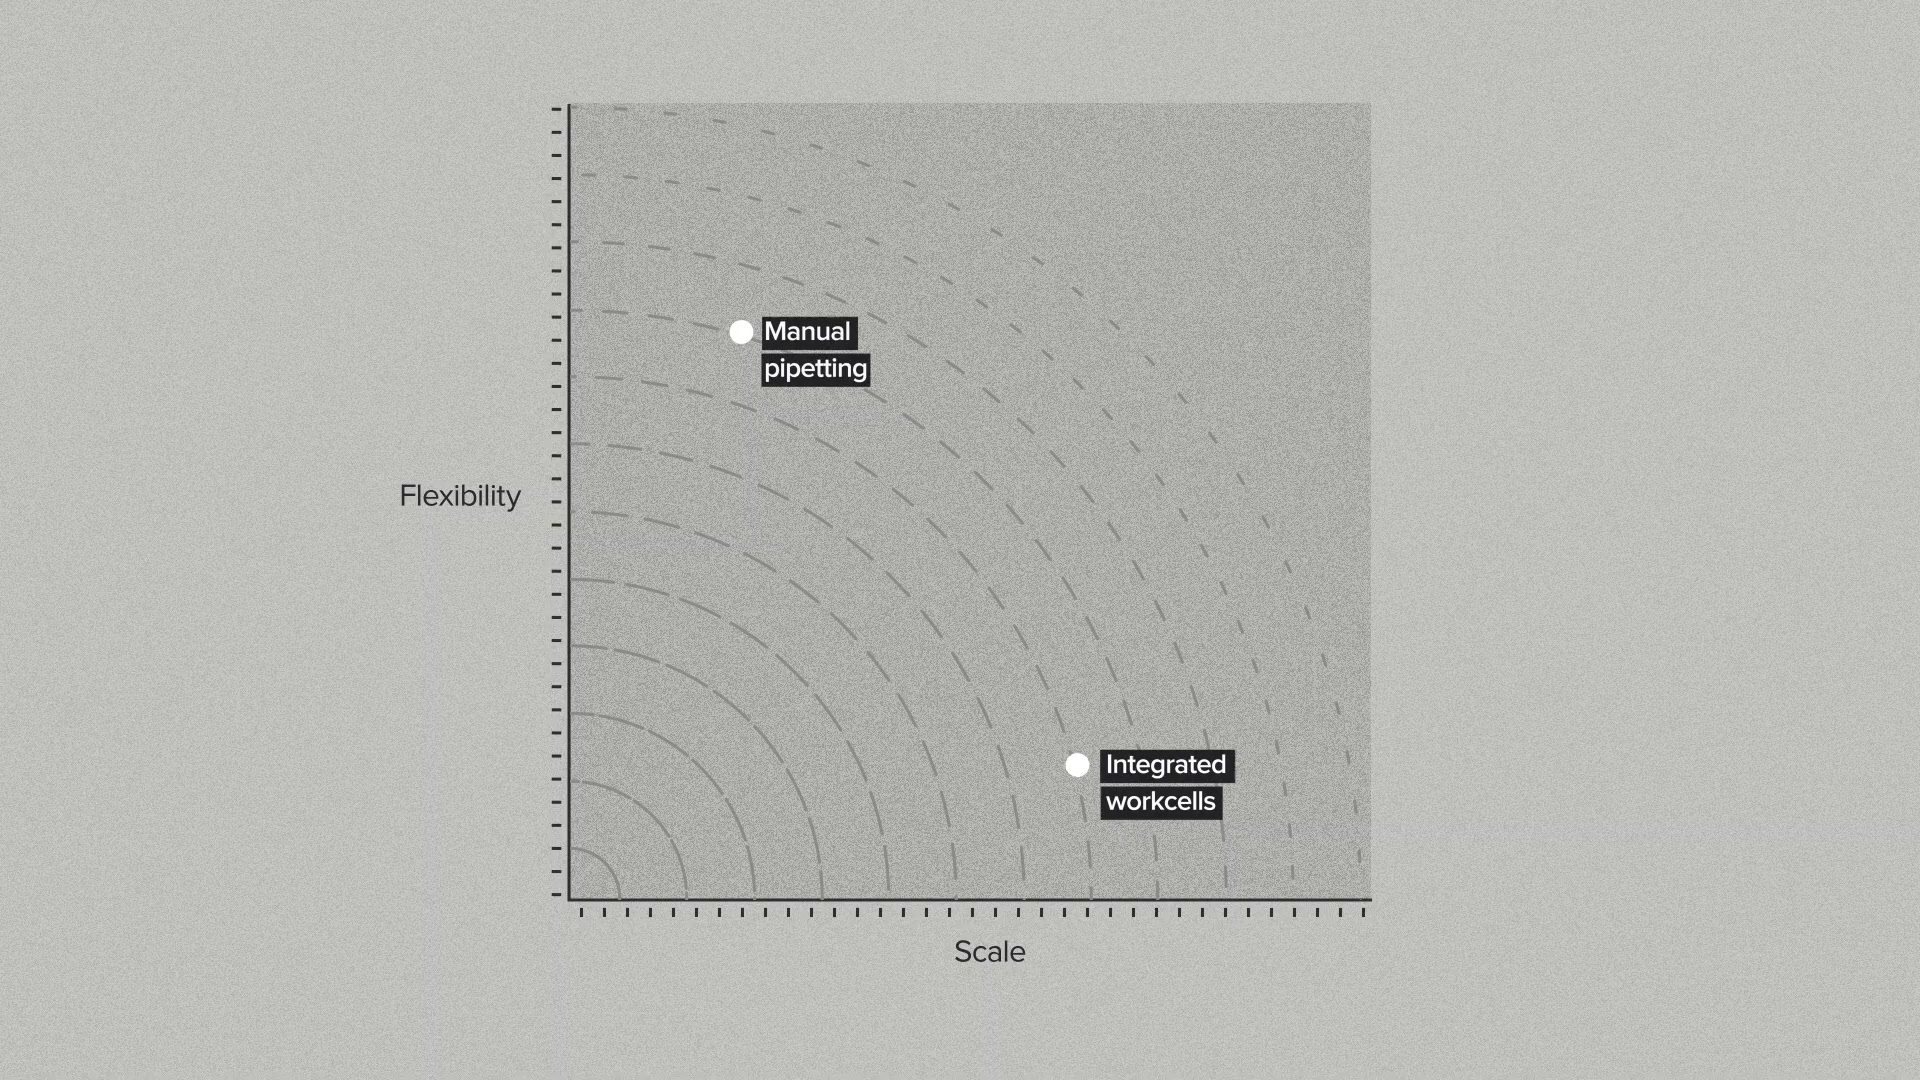 Manual
pipetting
Flexibility
Integrated
workcells
Scale